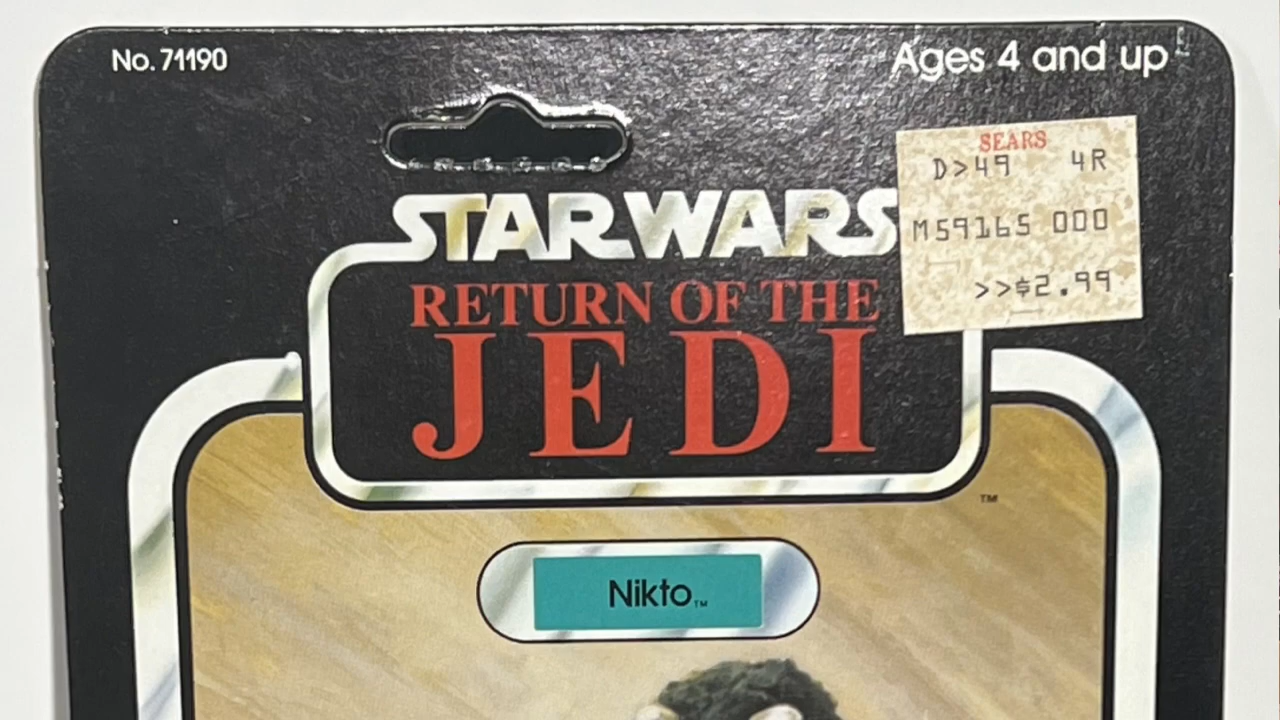 No. 71190
Ages 4 and up
SEARS
D>49 4R
M59165 000
>>$2.99
STAR WARS
RETURN OF THE
JEDI
TM
Nikto TM